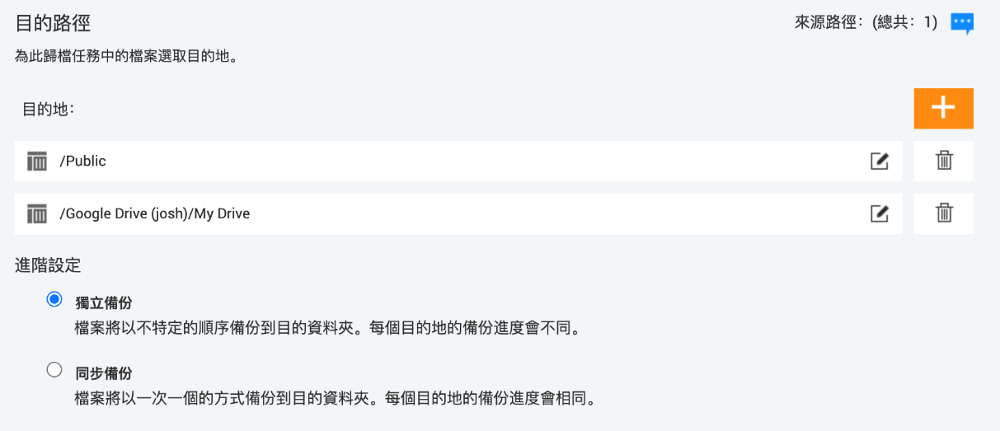 目的路徑
來源路徑：(總共：1)
為此歸檔任務中的檔案選取目的地。
目的地：
/Public
/Google Drive (josh)/My Drive
進階設定
獨立備份
檔案將以不特定的順序備份到目的資料夾。每個目的地的備份進度會不同。
同步備份
檔案將以一次一個的方式備份到目的資料夾。每個目的地的備份進度會相同。